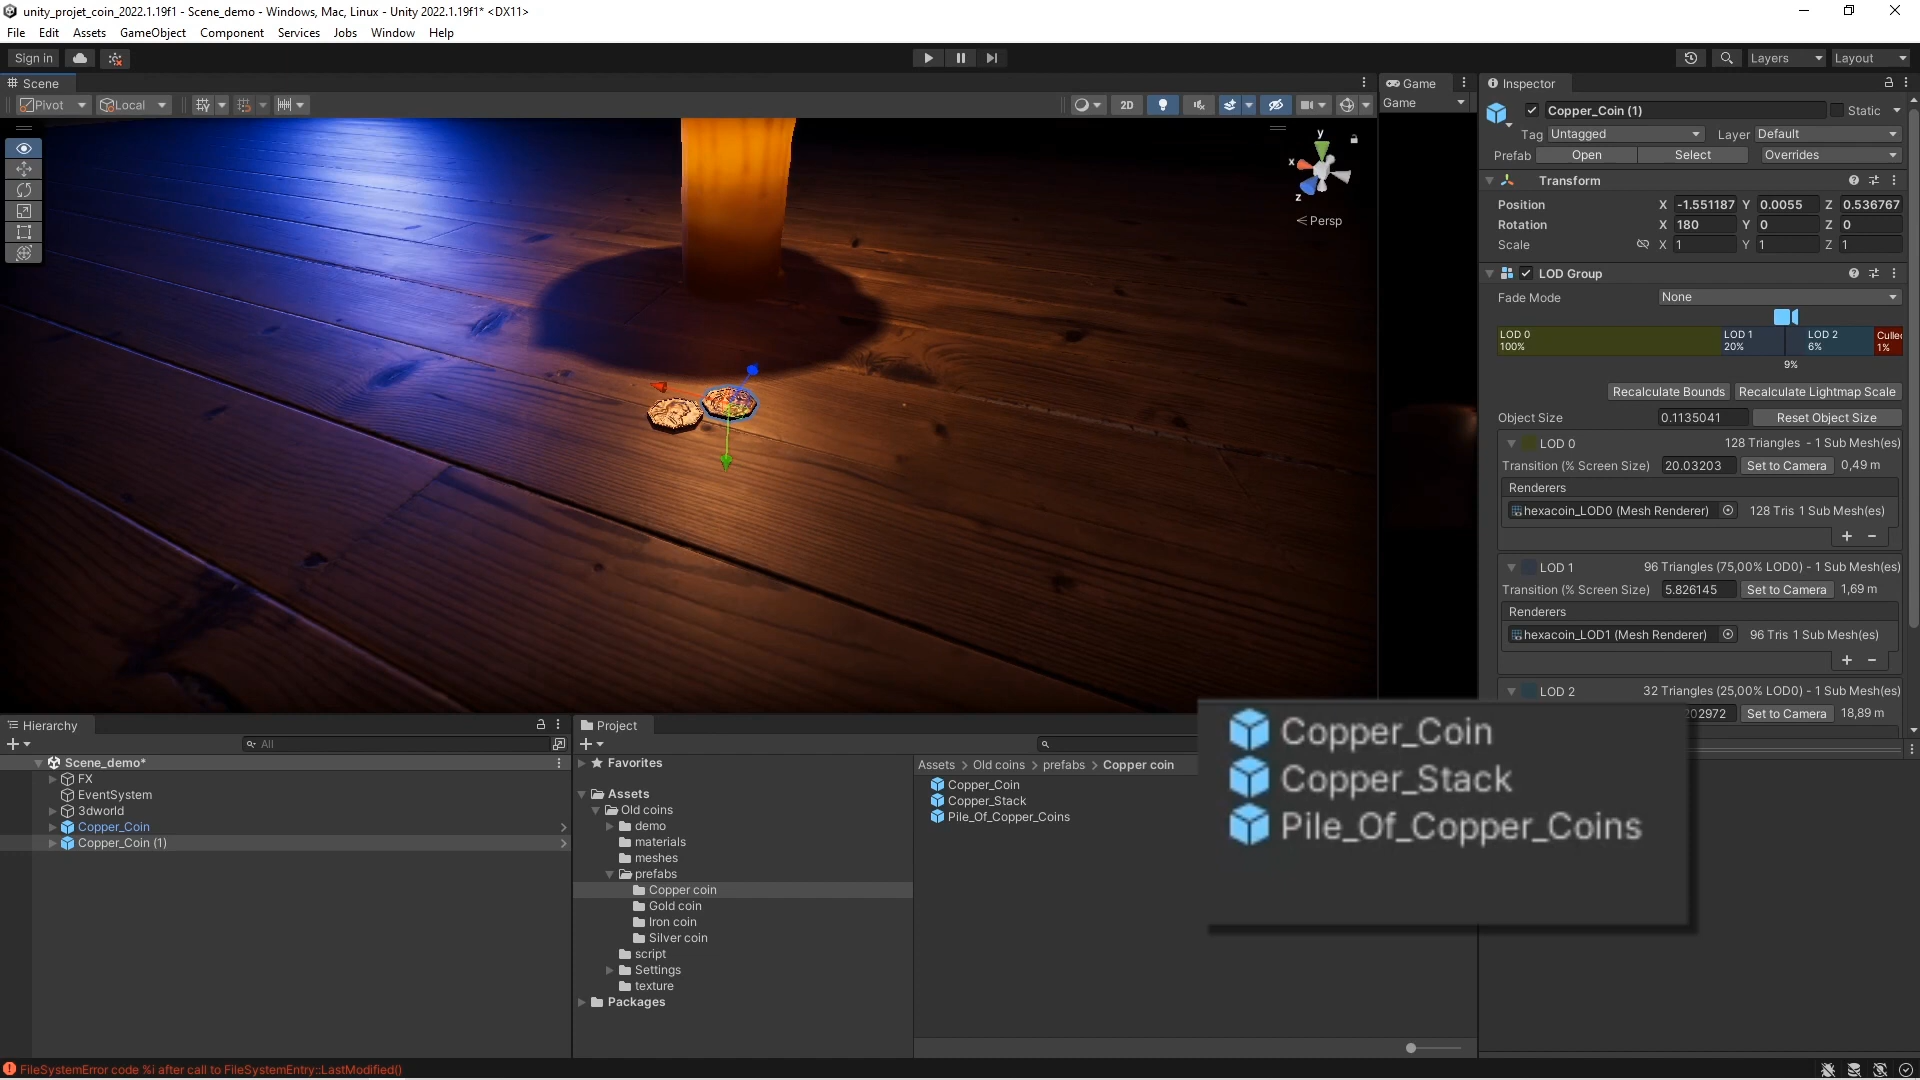 unity_projet_coin_2022.1.19f1 - Scene_demo - Windows, Mac, Linux - Unity 2022.1.19f1* <DX11>
File Edit Assets GameObject Component Services Jobs Window Help
Sign in
Layers
Layout
Scene
Pivot
Local
2D
y
x
z
Persp
Game
Game
Inspector
Copper_Coin (1)
Static
Tag Untagged
Layer Default
Prefab Open Select Overrides
Transform
Position X -1.551187 Y 0.0055 Z 0.536767
Rotation X 180 Y 0 Z 0
Scale X 1 Y 1 Z 1
LOD Group
Fade Mode None
LOD 0 LOD 1 LOD 2
100% 20% 6% 1%
9%
Recalculate Bounds Recalculate Lightmap Scale
Object Size 0.1135041 Reset Object Size
LOD 0 128 Triangles - 1 Sub Mesh(es)
Transition (% Screen Size) 20.03203 Set to Camera 0,49 m
Renderers
hexacoin_LOD0 (Mesh Renderer) 128 Tris 1 Sub Mesh(es)
LOD 1 96 Triangles (75,00% LOD0) - 1 Sub Mesh(es)
Transition (% Screen Size) 5.826145 Set to Camera 1,69 m
Renderers
hexacoin_LOD1 (Mesh Renderer) 96 Tris 1 Sub Mesh(es)
LOD 2 32 Triangles (25,00% LOD0) - 1 Sub Mesh(es)
202972 Set to Camera 18,89 m
Hierarchy
All
Scene_demo*
FX
EventSystem
3dworld
Copper_Coin
Copper_Coin (1)
Project
Favorites
Assets
Old coins
demo
materials
meshes
prefabs
Copper coin
Gold coin
Iron coin
Silver coin
script
Settings
texture
Packages
Assets > Old coins > prefabs > Copper coin
Copper_Coin
Copper_Stack
Pile_Of_Copper_Coins
Copper_Coin
Copper_Stack
Pile_Of_Copper_Coins
FileSystemError code %i after call to FileSystemEntry::LastModified()